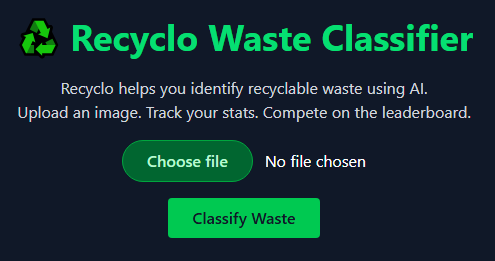 Recyclo Waste Classifier
Recyclo helps you identify recyclable waste using AI.
Upload an image. Track your stats. Compete on the leaderboard.
Choose file No file chosen
Classify Waste